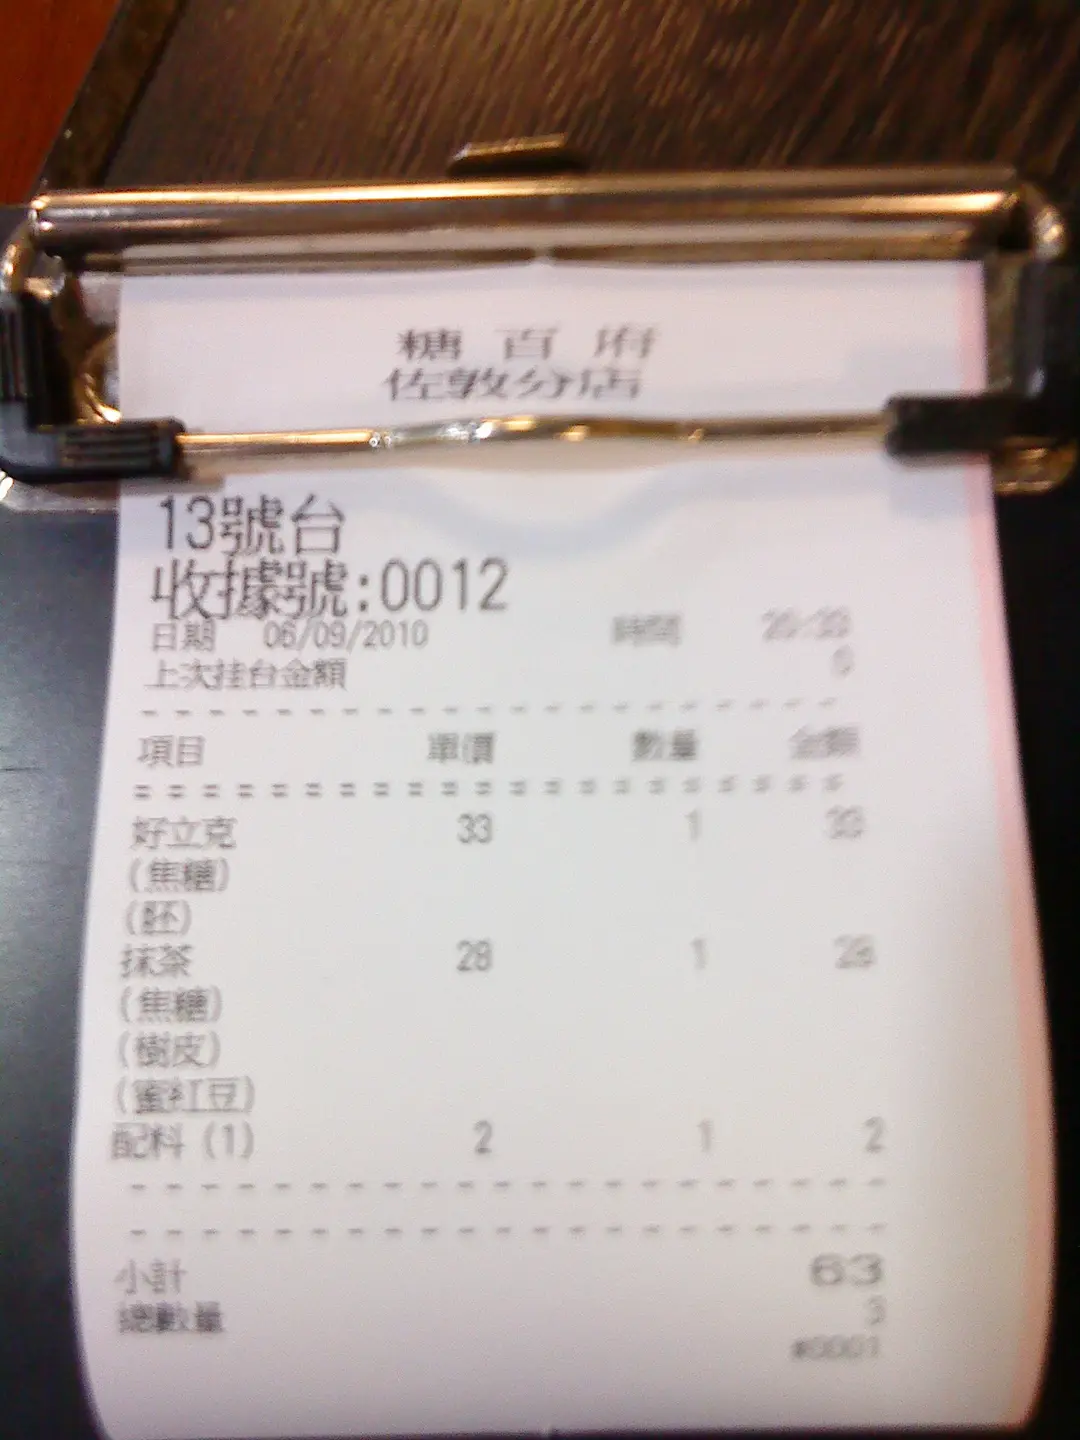 糖百府
佐敦分店
13號台
收據號:0012
日期 06/09/2010 時間
上次挂台金額 0
項目 單價 數量 金額
好立克 33 1 33
(焦糖)
(胚)
抹茶 28 1 28
(焦糖)
(樹皮)
(蜜紅豆)
配料(1) 2 1 2
小計 63
總數量 3
#0001